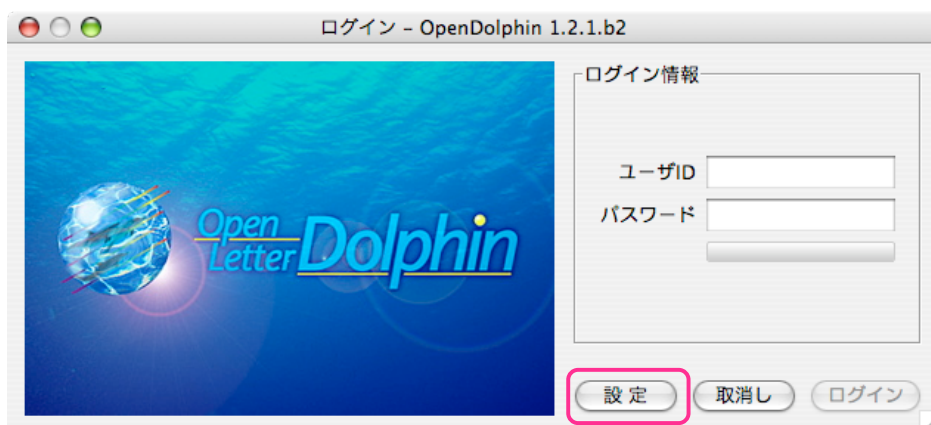 ログイン – OpenDolphin 1.2.1.b2
ログイン情報
ユーザID
パスワード
Open
Letter Dolphin
設 定
取消し
ログイン